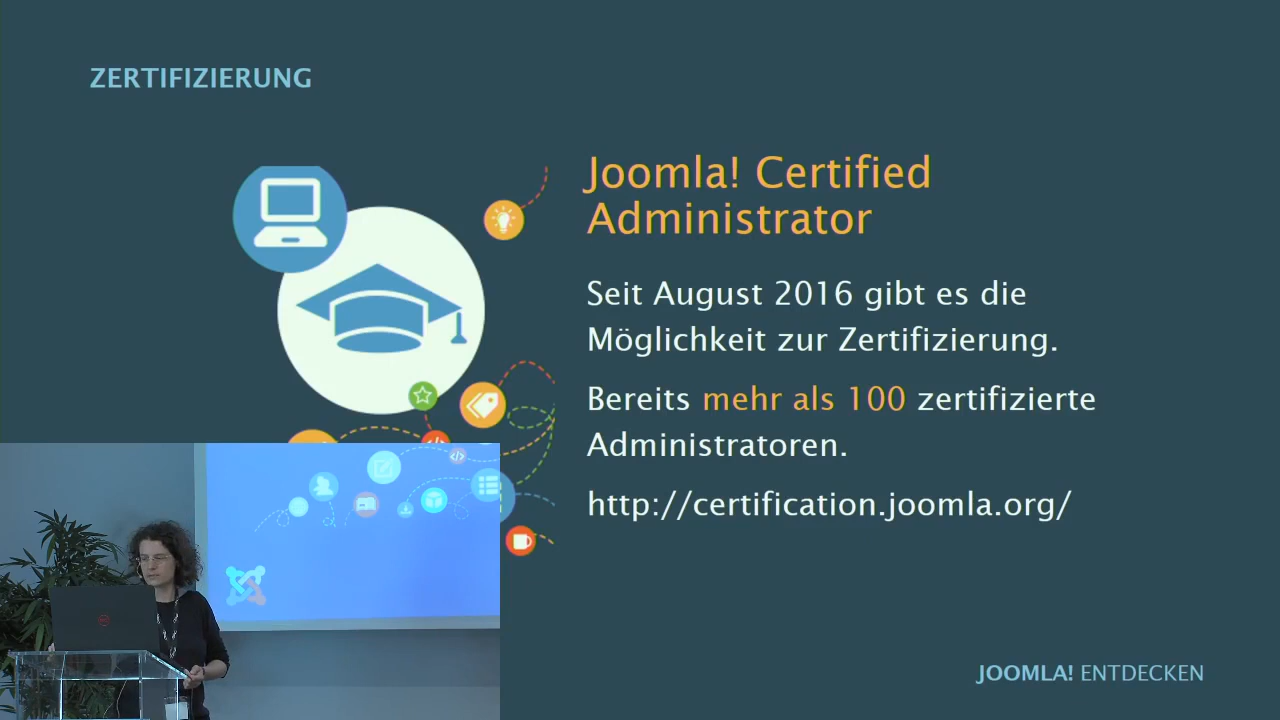 ZERTIFIZIERUNG
Joomla! Certified
Administrator
Seit August 2016 gibt es die
Möglichkeit zur Zertifizierung.
Bereits mehr als 100 zertifizierte
Administratoren.
http://certification.joomla.org/
JOOMLA! ENTDECKEN